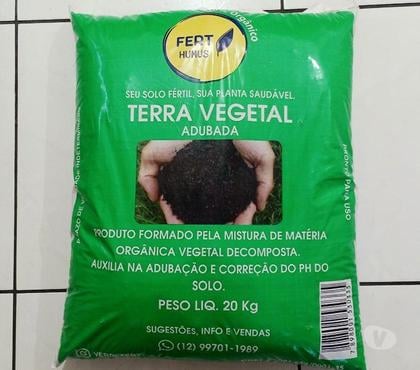 FERT
HUMUS
orgânico
SEU SOLO FÉRTIL, SUA PLANTA SAUDÁVEL.
TERRA VEGETAL
ADUBADA
PRONTO PARA USO
INDETERMINADA
PRODUTO FORMADO PELA MISTURA DE MATÉRIA
ORGÂNICA VEGETAL DECOMPOSTA.
AUXILIA NA ADUBAÇÃO E CORREÇÃO DO PH DO
SOLO.
PESO LIQ. 20 Kg
SUGESTÕES, INFO E VENDAS
(12) 99701-1989